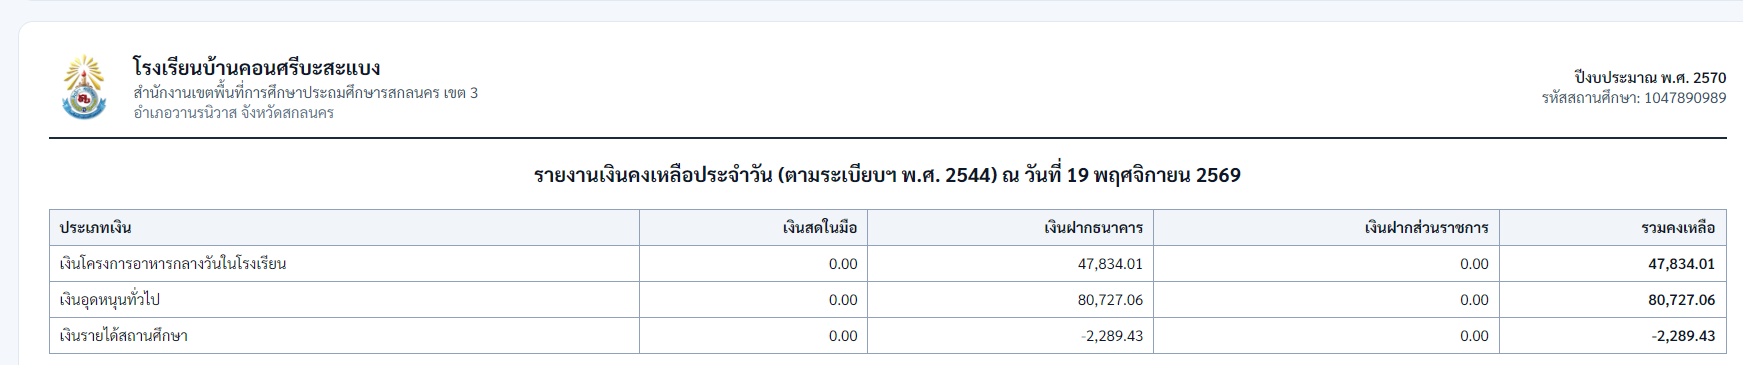 โรงเรียนบ้านคอนศรีบะสะแบง
สำนักงานเขตพื้นที่การศึกษาประถมศึกษารสกลนคร เขต 3
อำเภอวานรนิวาส จังหวัดสกลนคร
ปีงบประมาณ พ.ศ. 2570
รหัสสถานศึกษา: 1047890989
รายงานเงินคงเหลือประจำวัน (ตามระเบียบฯ พ.ศ. 2544) ณ วันที่ 19 พฤศจิกายน 2569
ประเภทเงิน เงินสดในมือ เงินฝากธนาคาร เงินฝากส่วนราชการ รวมคงเหลือ
เงินโครงการอาหารกลางวันในโรงเรียน 0.00 47,834.01 0.00 47,834.01
เงินอุดหนุนทั่วไป 0.00 80,727.06 0.00 80,727.06
เงินรายได้สถานศึกษา 0.00 -2,289.43 0.00 -2,289.43